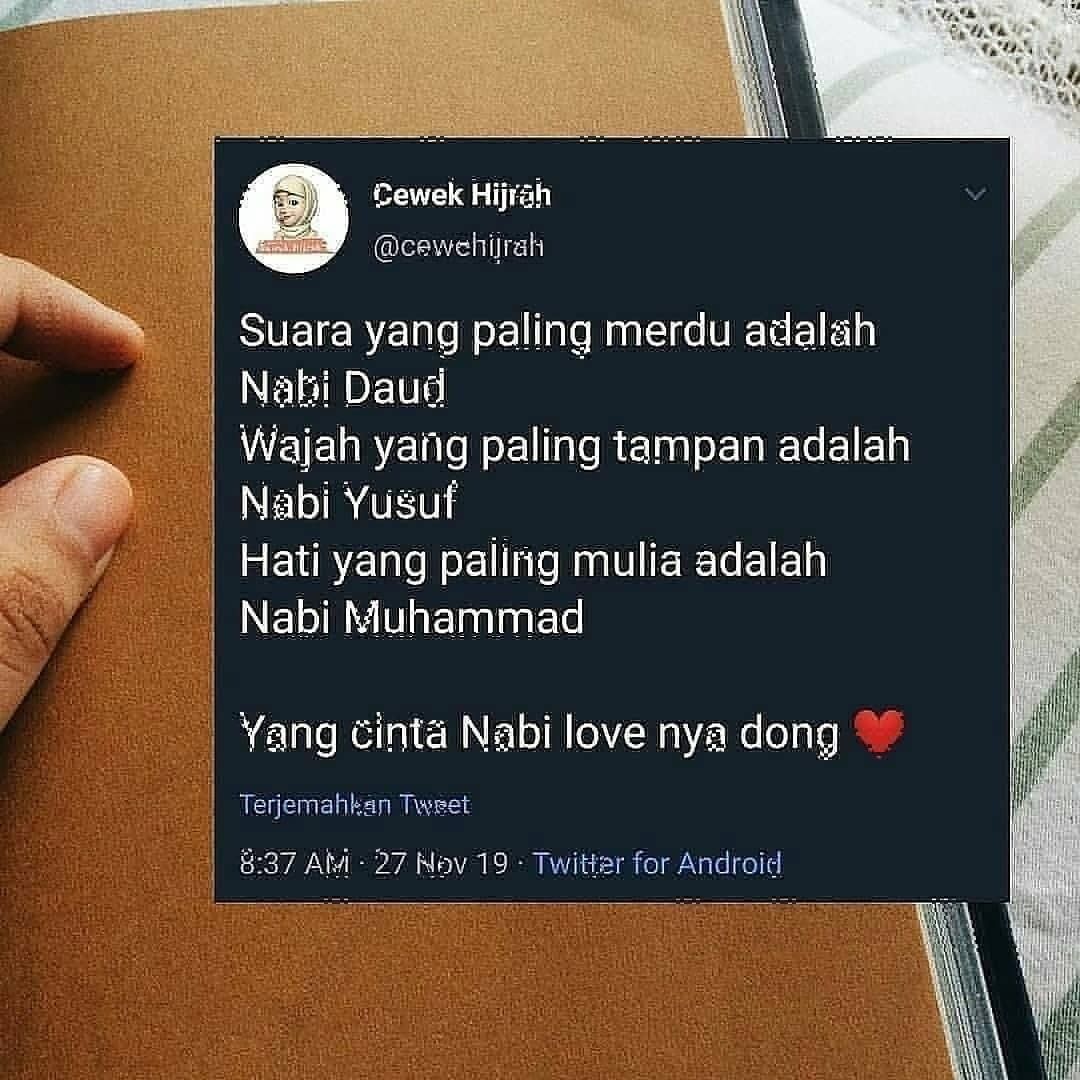 Cewek Hijrah
@cewehijrah
Suara yang paling merdu adalah
Nabi Daud
Wajah yang paling tampan adalah
Nabi Yusuf
Hati yang paling mulia adalah
Nabi Muhammad
Yang cinta Nabi love nya dong ❤️
Terjemahkan Tweet
8:37 AM · 27 Nov 19 · Twitter for Android